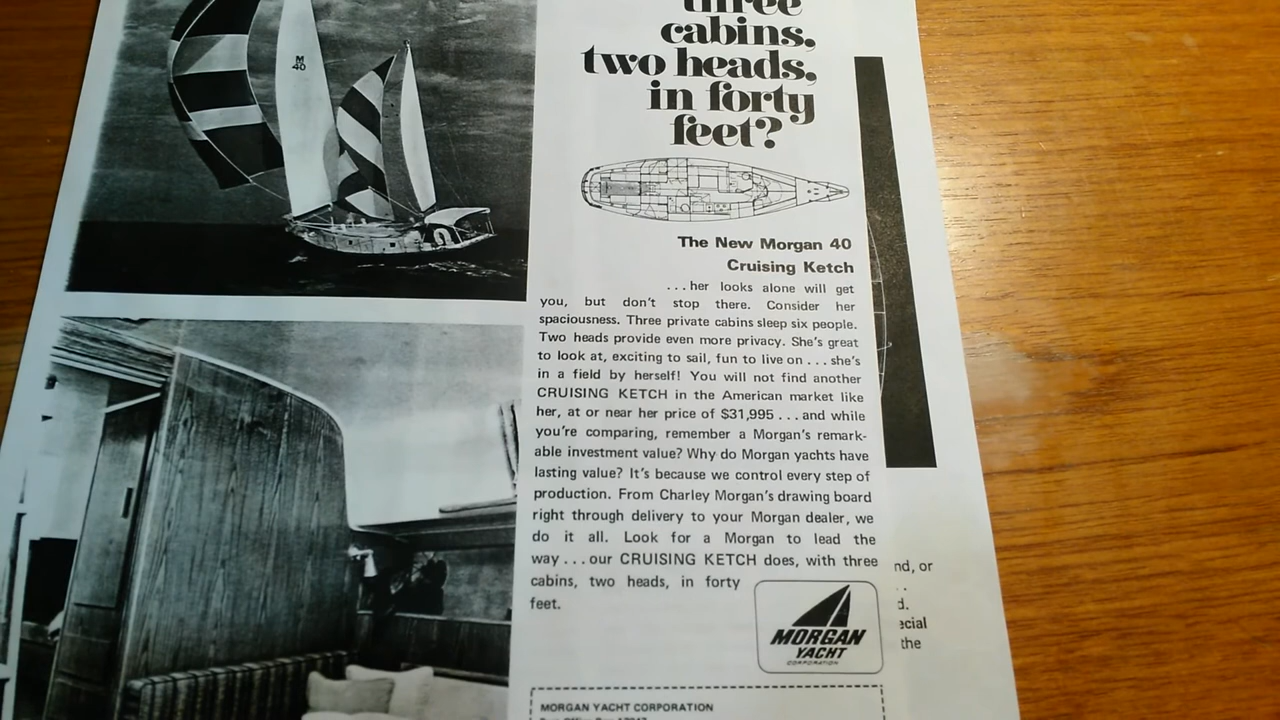 M
40
three
cabins,
two heads,
in forty
feet?
The New Morgan 40
Cruising Ketch
...her looks alone will get
you, but don't stop there. Consider her
spaciousness. Three private cabins sleep six people.
Two heads provide even more privacy. She's great
to look at, exciting to sail, fun to live on...she's
in a field by herself! You will not find another
CRUISING KETCH in the American market like
her, at or near her price of $31,995...and while
you're comparing, remember a Morgan's remark-
able investment value? Why do Morgan yachts have
lasting value? It's because we control every step of
production. From Charley Morgan's drawing board
right through delivery to your Morgan dealer, we
do it all. Look for a Morgan to lead the
way...our CRUISING KETCH does, with three
cabins, two heads, in forty
feet.
MORGAN
YACHT
CORPORATION
MORGAN YACHT CORPORATION
nd, or
. .
d.
ecial
the